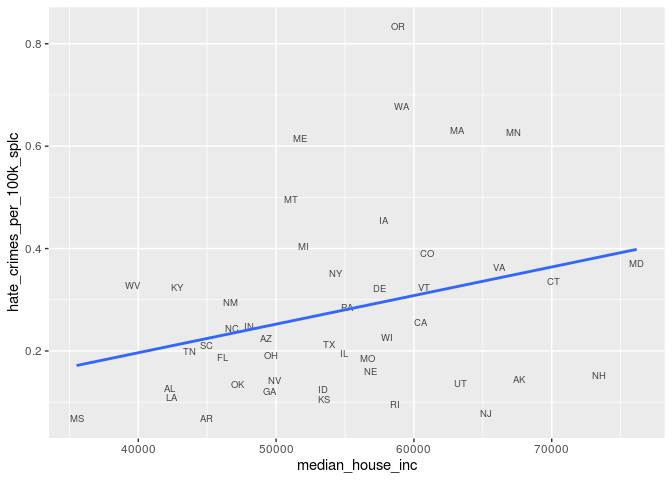 OR
0.8
WA
MA
MN
ME
0.6
MT
IA
MI
CO
0.4
MD
VA
NY
CT
WV
KY
DE
VT
NM
PA
CA
NC
IN
WI
AZ
SC
TX
TN
IL
0.2
FL
OH
MO
NE
NH
NV
AK
OK
UT
AL
GA
CO
LA
KS
RI
NJ
MS
AR
40000
50000
60000
70000
median_house_inc
hate_crimes_per_100k_splc